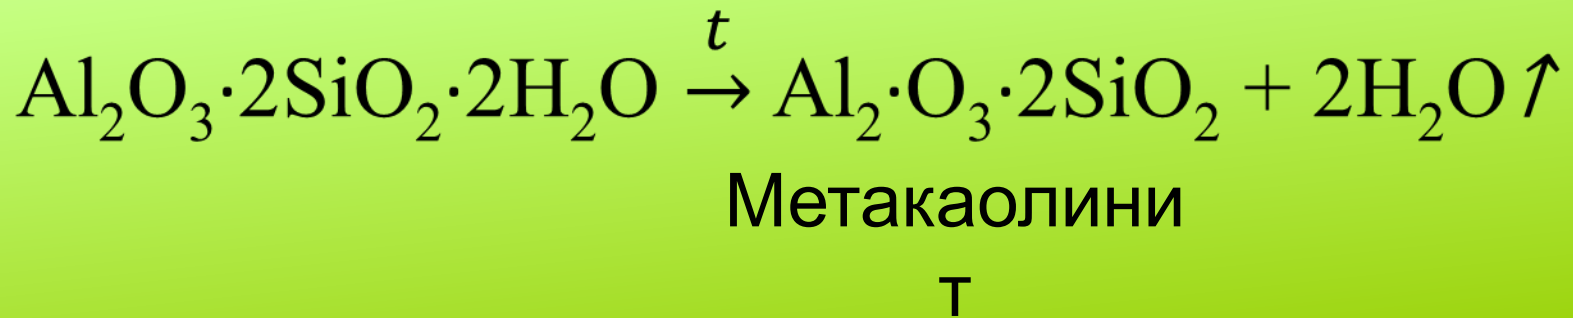 t
Al₂O₃·2SiO₂·2H₂O → Al₂·O₃·2SiO₂ + 2H₂O↑
Метакаолини
т